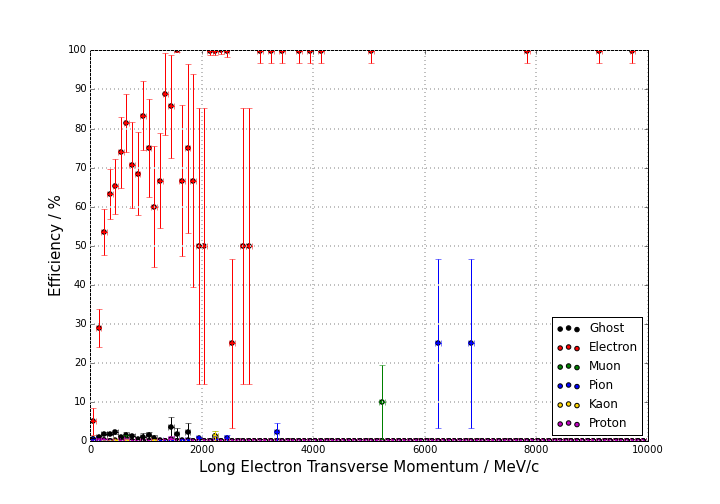 100
90
80
70
60
50
40
30
20
10
0
Efficiency / %
0 2000 4000 6000 8000 10000
Long Electron Transverse Momentum / MeV/c
Ghost
Electron
Muon
Pion
Kaon
Proton